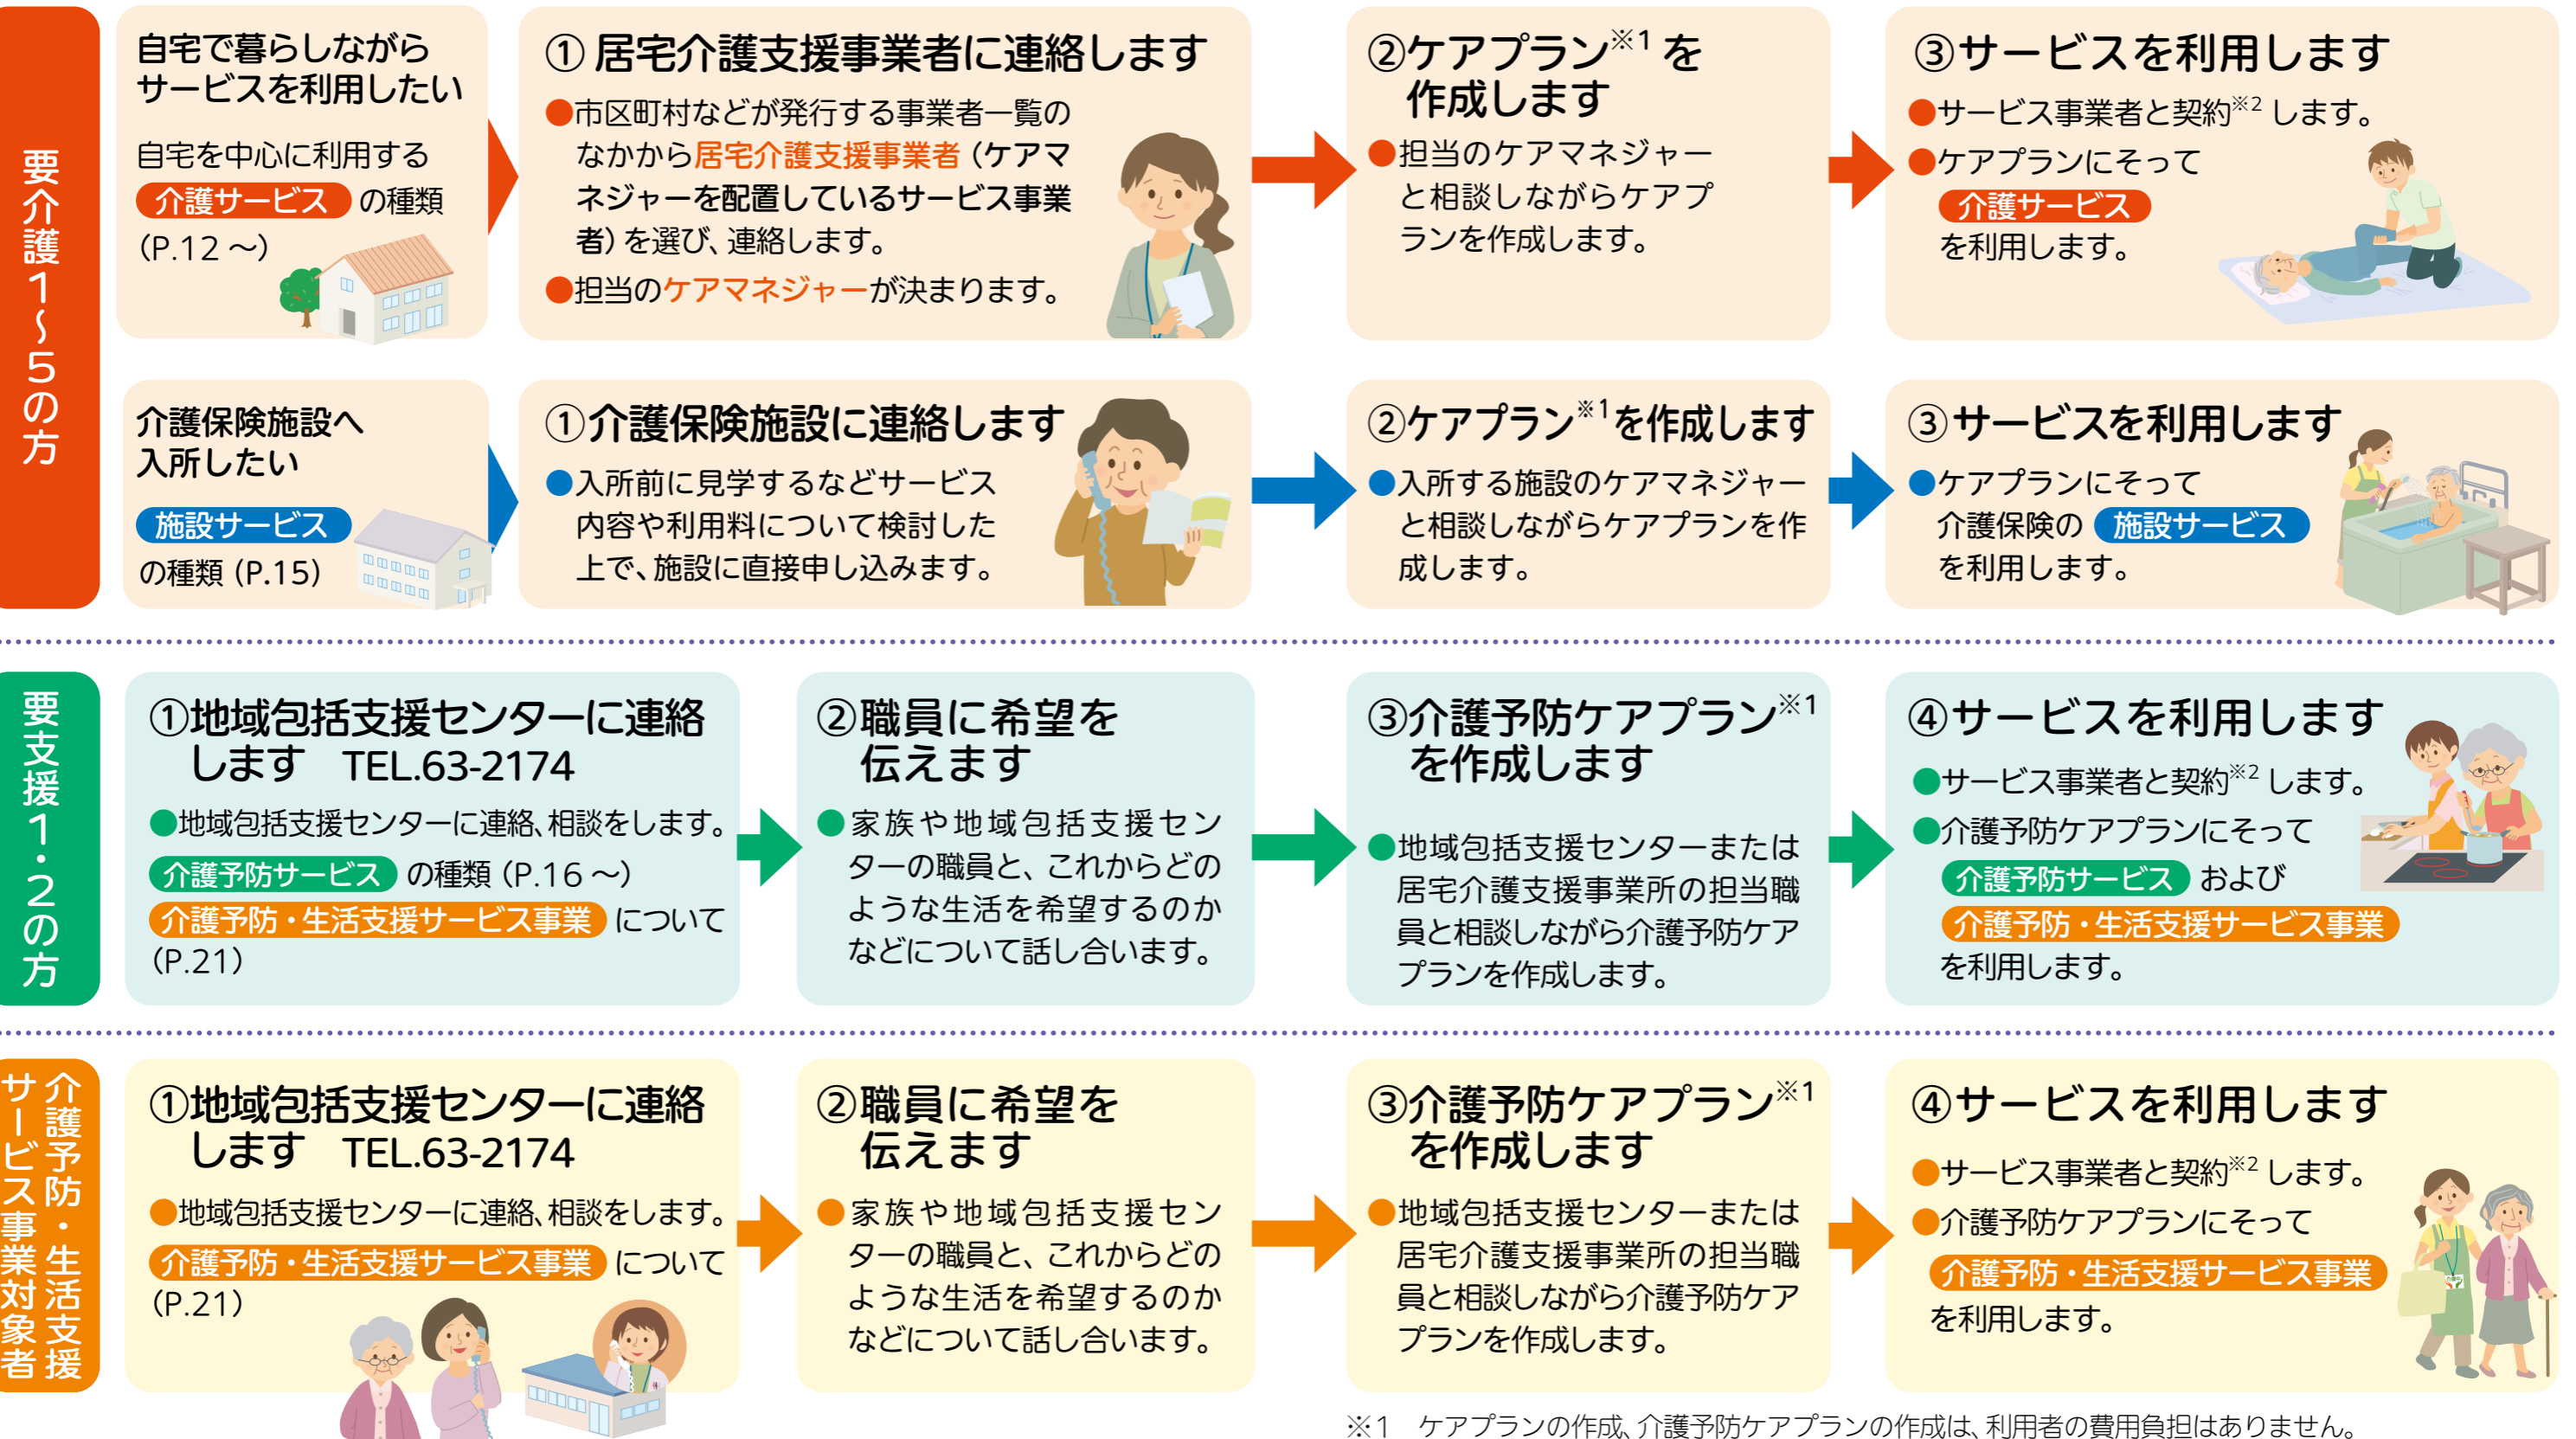 要介護1～5の方
自宅で暮らしながら
サービスを利用したい
自宅を中心に利用する
介護サービス の種類
（P.12～）
① 居宅介護支援事業者に連絡します
●市区町村などが発行する事業者一覧の
なかから居宅介護支援事業者（ケアマ
ネジャーを配置しているサービス事業
者）を選び、連絡します。
●担当のケアマネジャーが決まります。
②ケアプラン※1 を
作成します
●担当のケアマネジャー
と相談しながらケアプ
ランを作成します。
③サービスを利用します
●サービス事業者と契約※2 します。
●ケアプランにそって
介護サービス
を利用します。
介護保険施設へ
入所したい
施設サービス
の種類（P.15）
①介護保険施設に連絡します
●入所前に見学するなどサービス
内容や利用料について検討した
上で、施設に直接申し込みます。
②ケアプラン※1を作成します
●入所する施設のケアマネジャー
と相談しながらケアプランを作
成します。
③サービスを利用します
●ケアプランにそって
介護保険の 施設サービス
を利用します。
要支援1・2の方
①地域包括支援センターに連絡
します　TEL.63-2174
●地域包括支援センターに連絡、相談をします。
介護予防サービス の種類（P.16～）
介護予防・生活支援サービス事業 について
（P.21）
②職員に希望を
伝えます
●家族や地域包括支援セン
ターの職員と、これからどの
ような生活を希望するのか
などについて話し合います。
③介護予防ケアプラン※1
を作成します
●地域包括支援センターまたは
居宅介護支援事業所の担当職
員と相談しながら介護予防ケア
プランを作成します。
④サービスを利用します
●サービス事業者と契約※2 します。
●介護予防ケアプランにそって
介護予防サービス および
介護予防・生活支援サービス事業
を利用します。
介護予防・生活支援
サービス事業対象者
①地域包括支援センターに連絡
します　TEL.63-2174
●地域包括支援センターに連絡、相談をします。
介護予防・生活支援サービス事業 について
（P.21）
②職員に希望を
伝えます
●家族や地域包括支援セン
ターの職員と、これからどの
ような生活を希望するのか
などについて話し合います。
③介護予防ケアプラン※1
を作成します
●地域包括支援センターまたは
居宅介護支援事業所の担当職
員と相談しながら介護予防ケア
プランを作成します。
④サービスを利用します
●サービス事業者と契約※2 します。
●介護予防ケアプランにそって
介護予防・生活支援サービス事業
を利用します。
※1　ケアプランの作成、介護予防ケアプランの作成は、利用者の費用負担はありません。